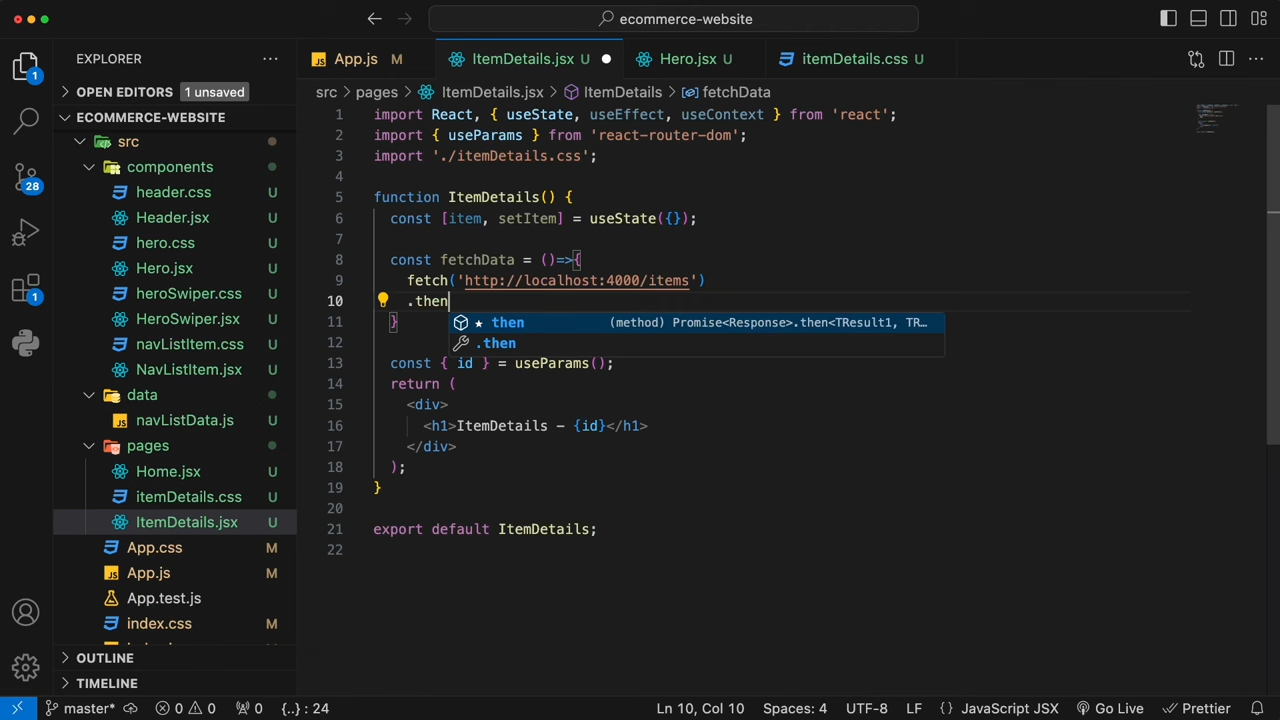 ecommerce-website
EXPLORER
App.js M
ItemDetails.jsx U
Hero.jsx U
itemDetails.css U
OPEN EDITORS 1 unsaved
src > pages > ItemDetails.jsx > ItemDetails > fetchData
ECOMMERCE-WEBSITE
src
components
header.css U
Header.jsx U
hero.css U
Hero.jsx U
heroSwiper.css U
HeroSwiper.jsx U
navListItem.css U
NavListItem.jsx U
data
navListData.js U
pages
Home.jsx U
itemDetails.css U
ItemDetails.jsx U
App.css M
App.js M
App.test.js
index.css M
OUTLINE
TIMELINE
1
28
1
1 import React, { useState, useEffect, useContext } from 'react';
2 import { useParams } from 'react-router-dom';
3 import './itemDetails.css';
4
5 function ItemDetails() {
6 const [item, setItem] = useState({});
7
8 const fetchData = ()=>{
9 fetch('http://localhost:4000/items')
10 .then
11 }
12
13 const { id } = useParams();
14 return (
15 <div>
16 <h1>ItemDetails - {id}</h1>
17 </div>
18 );
19 }
20
21 export default ItemDetails;
22
then (method) Promise<Response>.then<TResult1, TR…
.then
master* 0 0 0 {..} : 24 Ln 10, Col 10 Spaces: 4 UTF-8 LF {} JavaScript JSX Go Live Prettier